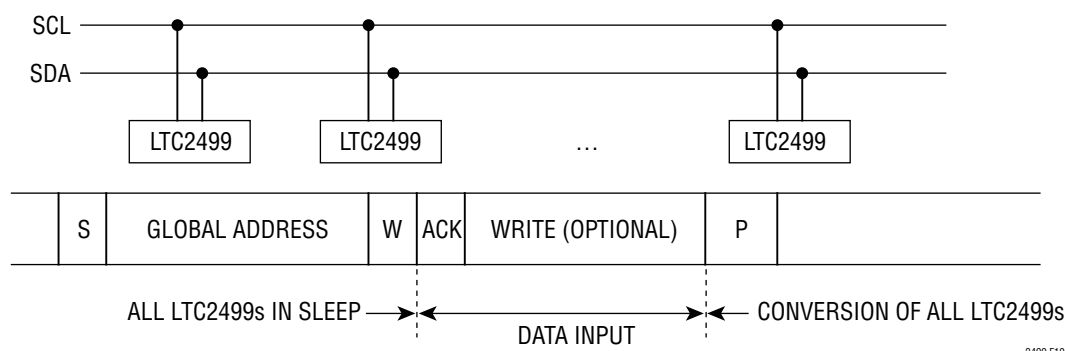 SCL
SDA
LTC2499 LTC2499 … LTC2499
S GLOBAL ADDRESS W ACK WRITE (OPTIONAL) P
ALL LTC2499s IN SLEEP CONVERSION OF ALL LTC2499s
DATA INPUT